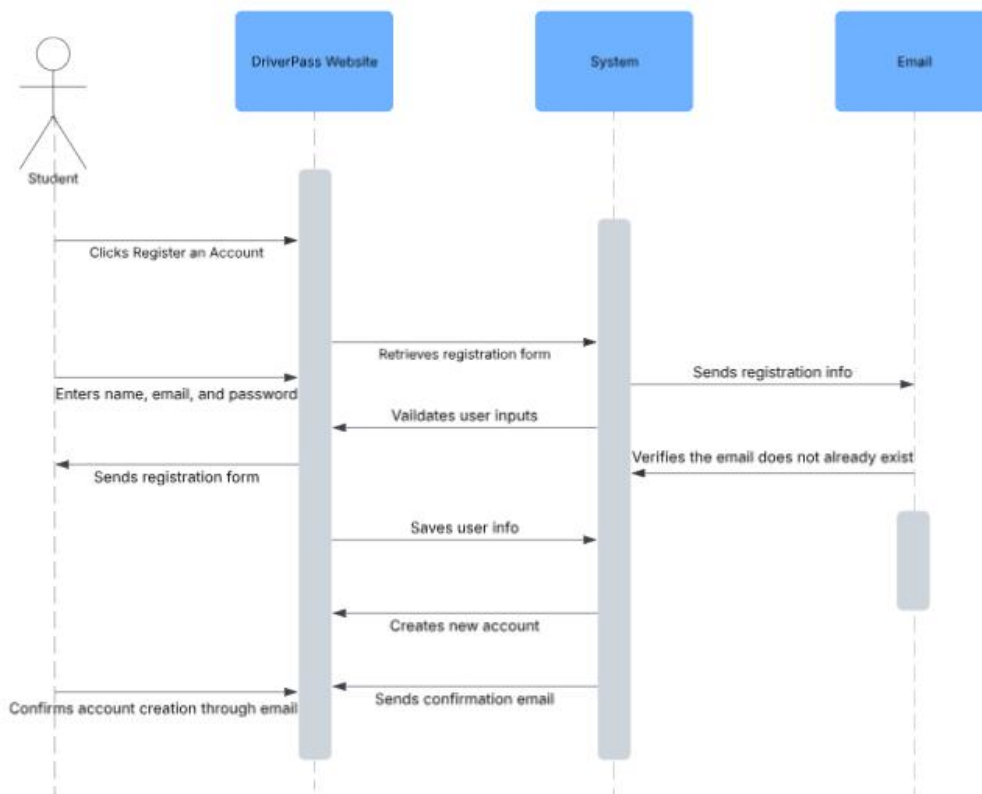 DriverPass Website
System
Email
Student
Clicks Register an Account
Retrieves registration form
Sends registration info
Enters name, email, and password
Vaildates user inputs
Verifies the email does not already exist
Sends registration form
Saves user info
Creates new account
Sends confirmation email
Confirms account creation through email